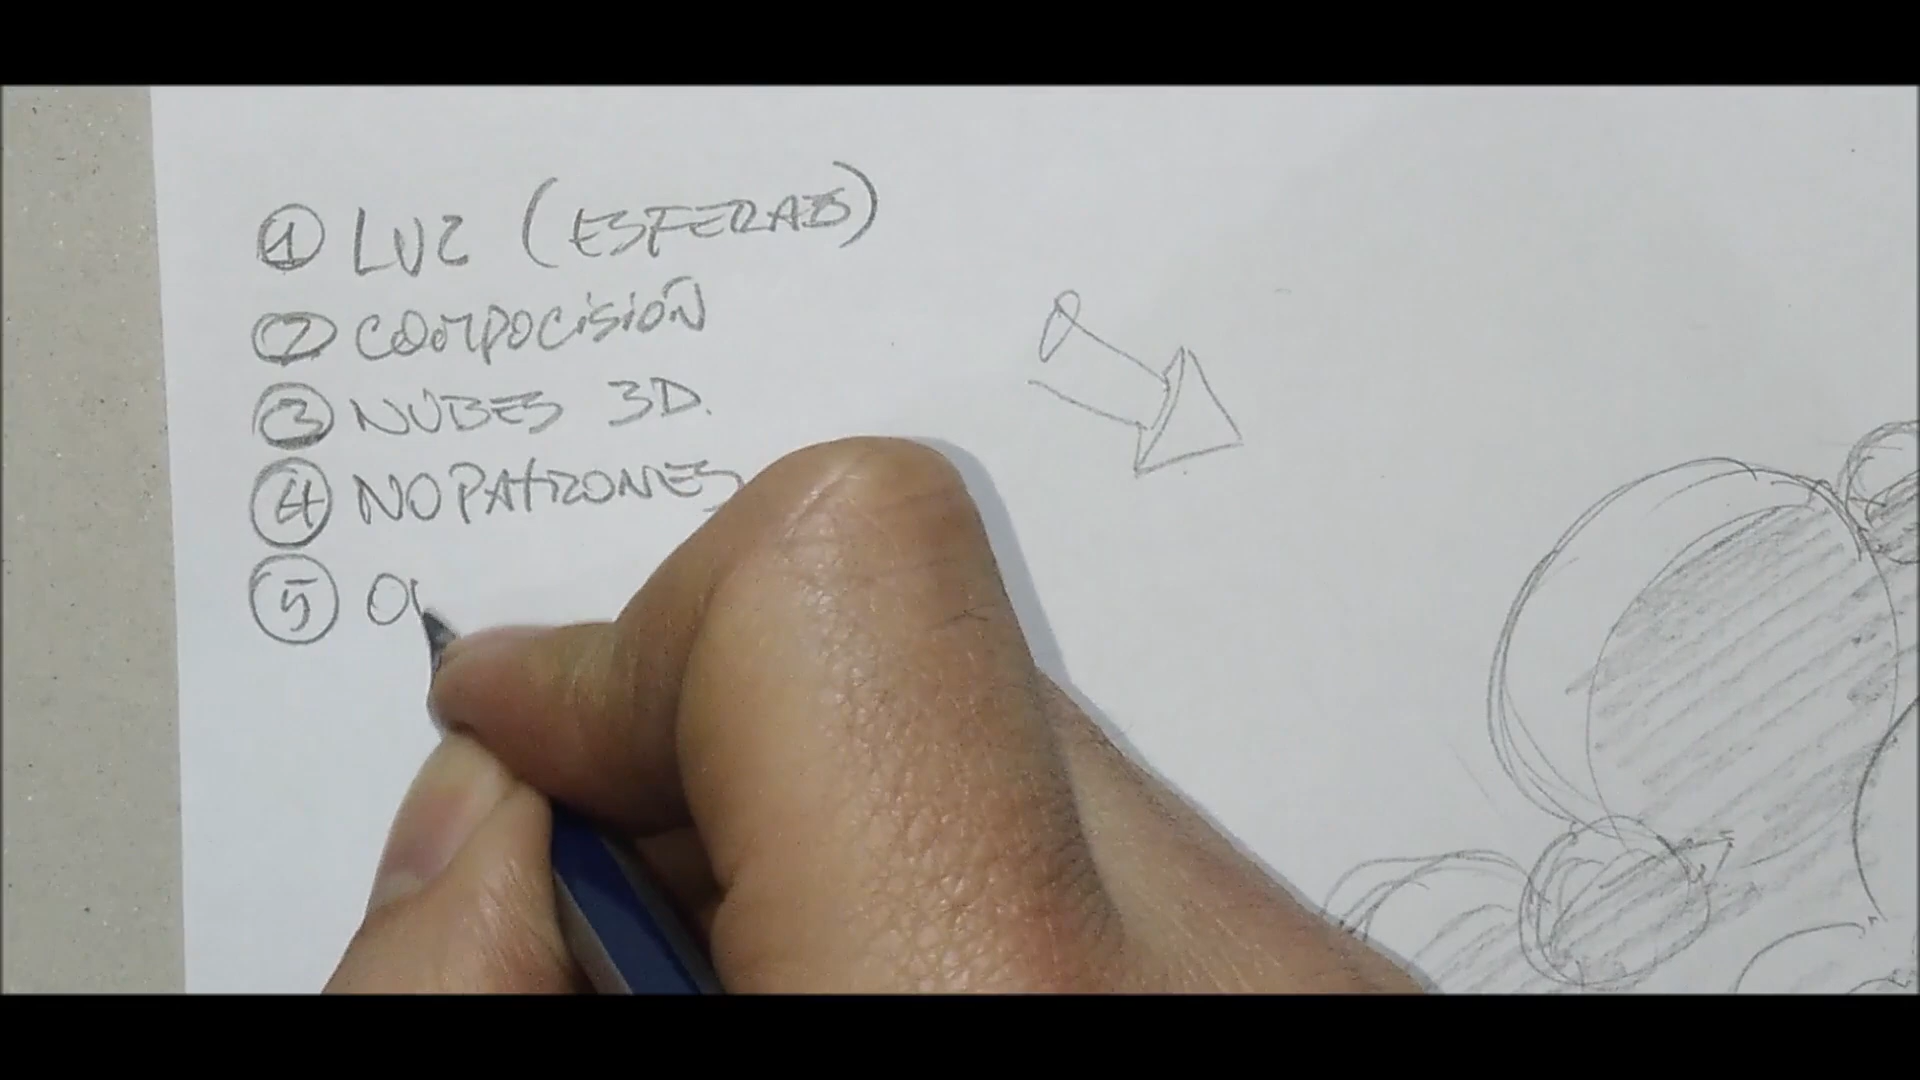 1 LUZ (ESFERAS)
2 COMPOCISIÓN
3 NUBES 3D.
4 NO PATRONES
5